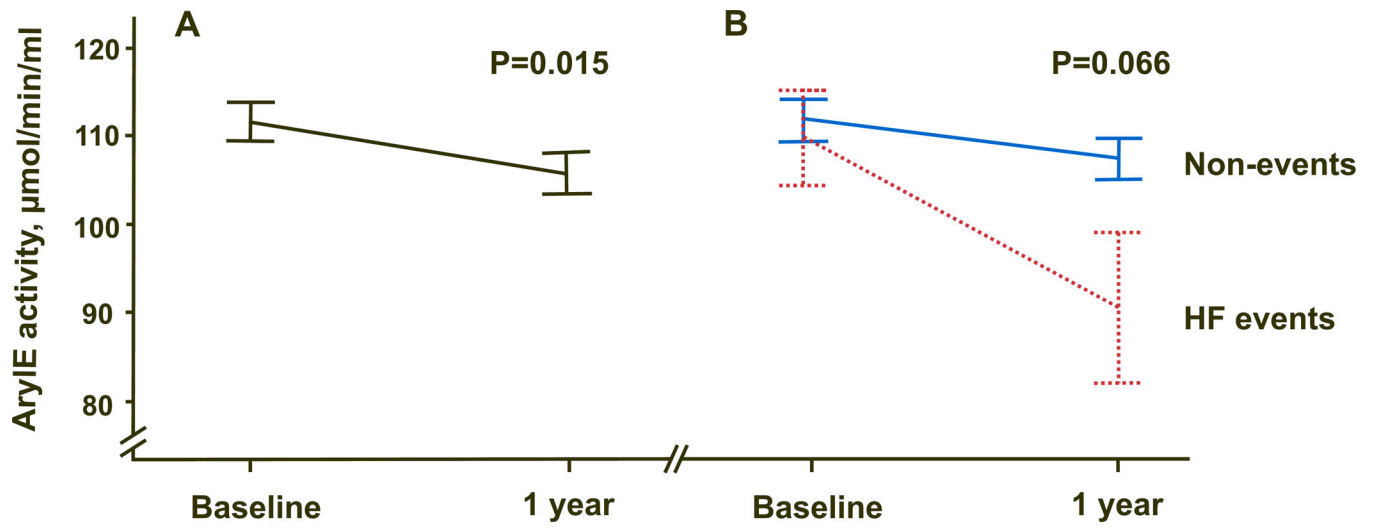 A
B
P=0.015
P=0.066
ArylE activity, µmol/min/ml
120
110
100
90
80
Non-events
HF events
Baseline
1 year
Baseline
1 year